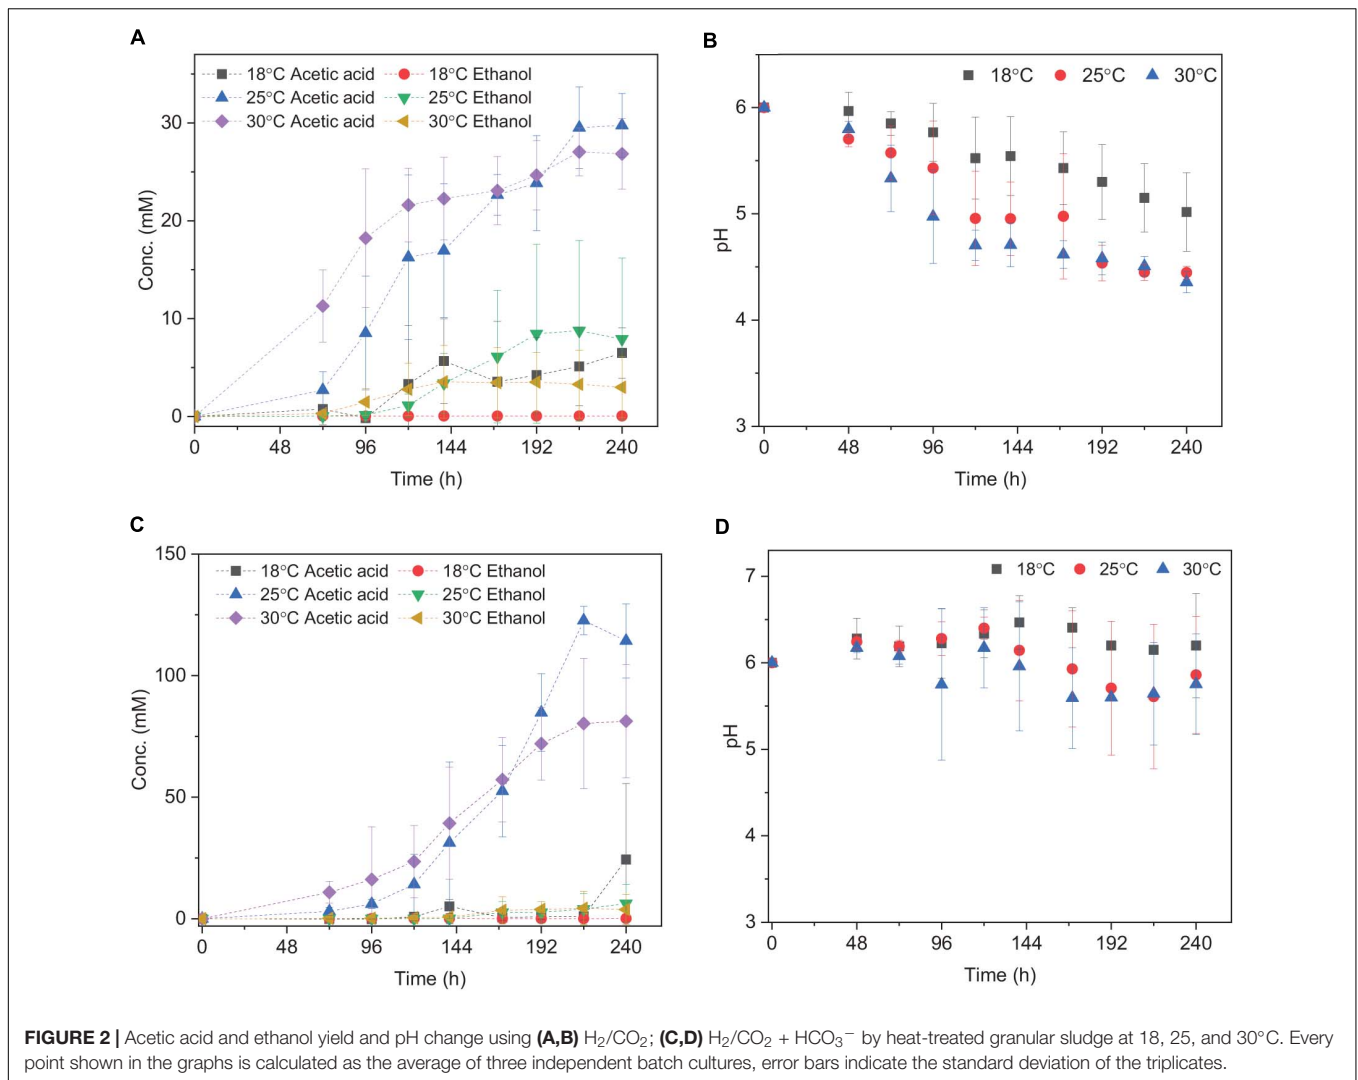 A
18°C Acetic acid 18°C Ethanol
25°C Acetic acid 25°C Ethanol
30°C Acetic acid 30°C Ethanol
Conc. (mM)
30
20
10
0
0 48 96 144 192 240
Time (h)
B
18°C 25°C 30°C
pH
6
5
4
3
0 48 96 144 192 240
Time (h)
C
18°C Acetic acid 18°C Ethanol
25°C Acetic acid 25°C Ethanol
30°C Acetic acid 30°C Ethanol
Conc. (mM)
150
100
50
0
0 48 96 144 192 240
Time (h)
D
18°C 25°C 30°C
pH
7
6
5
4
3
0 48 96 144 192 240
Time (h)
FIGURE 2 | Acetic acid and ethanol yield and pH change using (A,B) H₂/CO₂; (C,D) H₂/CO₂ + HCO₃⁻ by heat-treated granular sludge at 18, 25, and 30°C. Every
point shown in the graphs is calculated as the average of three independent batch cultures, error bars indicate the standard deviation of the triplicates.